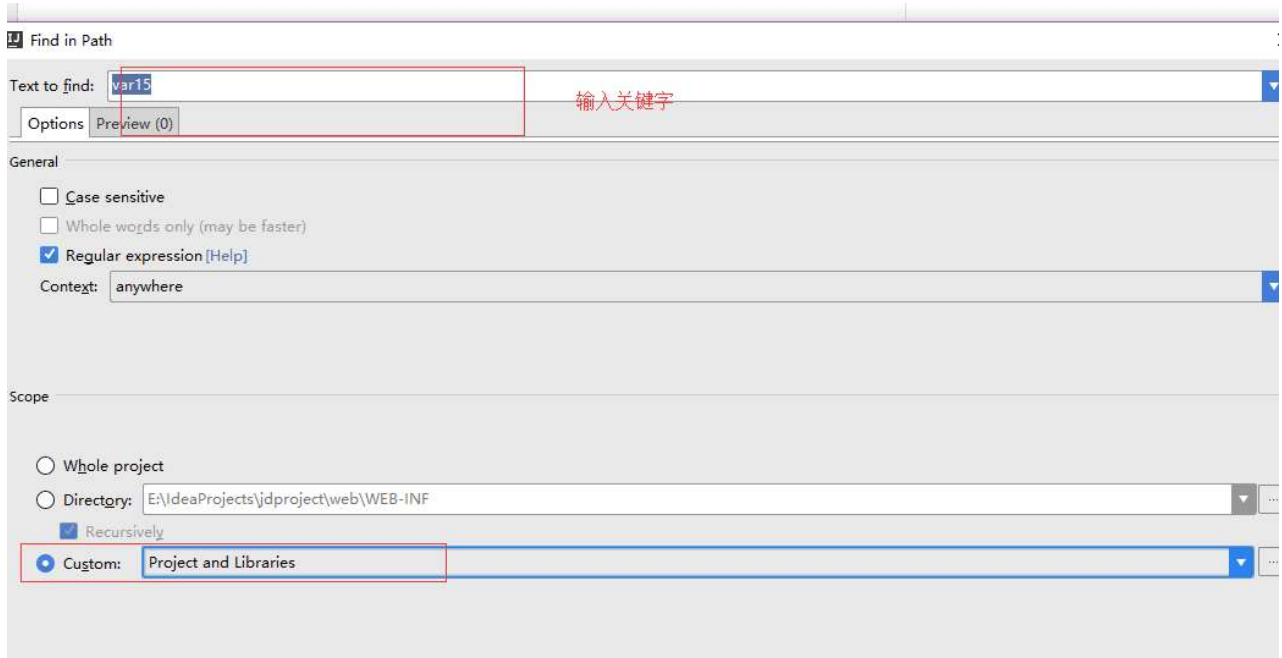 Find in Path
Text to find: var15
输入关键字
Options Preview (0)
General
Case sensitive
Whole words only (may be faster)
Regular expression [Help]
Context: anywhere
Scope
Whole project
Directory: E:\IdeaProjects\jdproject\web\WEB-INF
Recursively
Custom: Project and Libraries